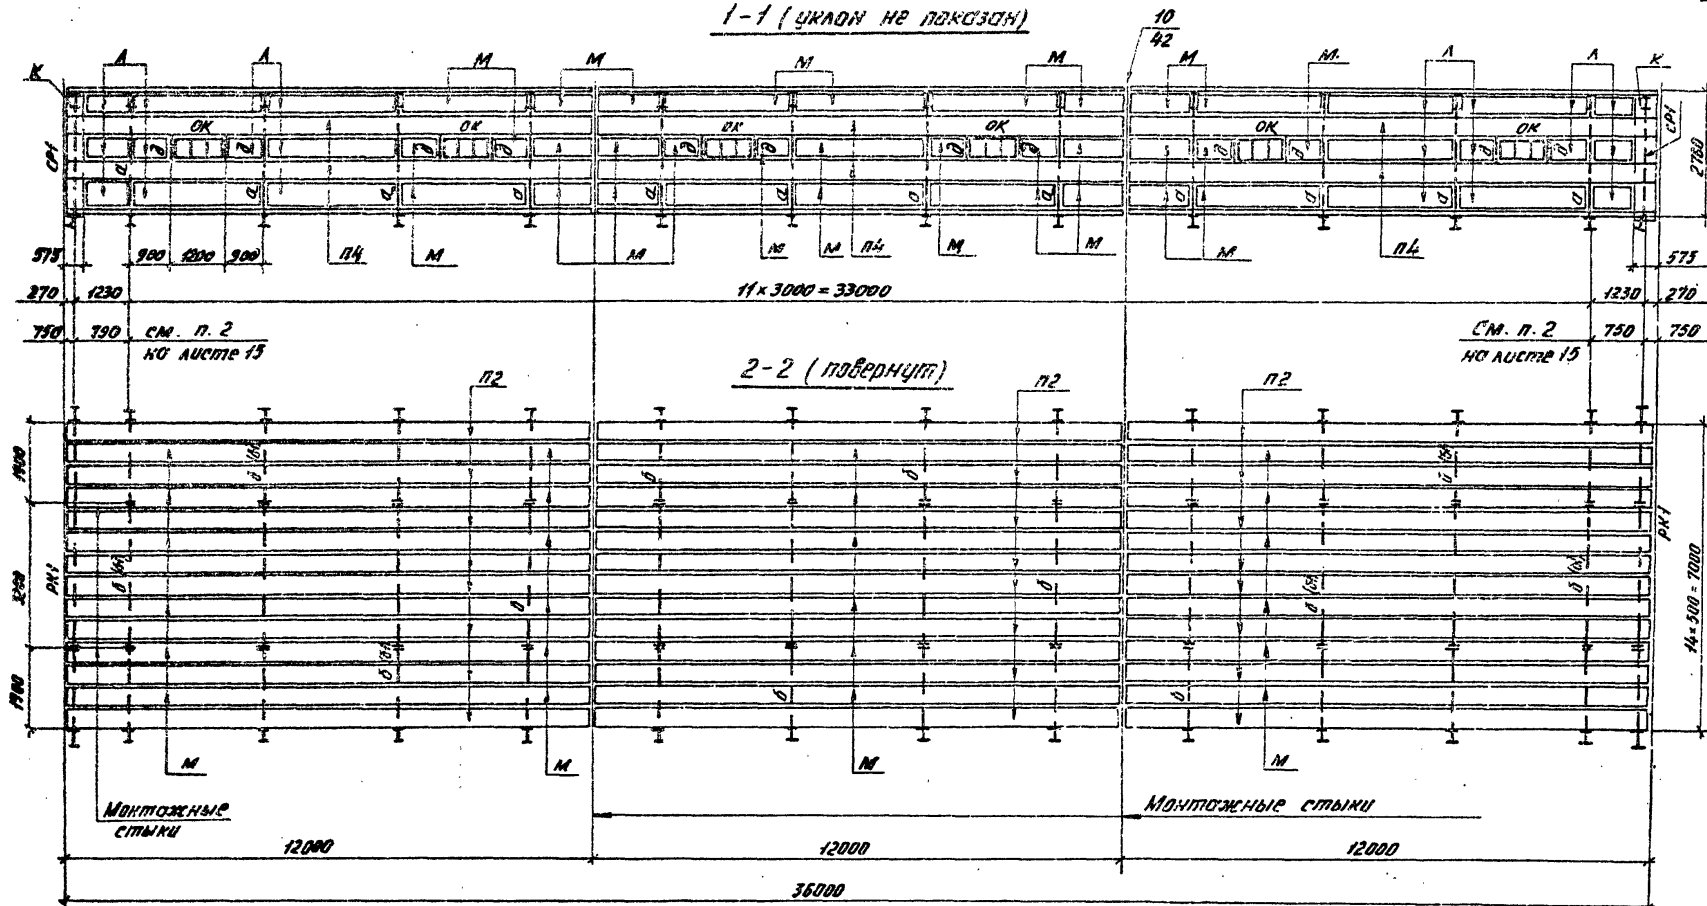 1-1 (уклон не показан)
10
42
К Л Л М М М М М М. Л Л К
СР1 ОК ОК ОК ОК ОК ОК СР1
д д д д д д д д д д
а а а а а а а а а а
2760
575 900 1200 900 П4 М М М М П4 М М М П4 575
270 1230 11 × 3000 = 33000 1230 270
750 790 см. п. 2
на листе 15
См. п. 2 750 750
на листе 15
2-2 (повернут)
П2 П2 П2
1900
3200
1900
РК1
РК1
14×500 = 7000
б б б б б б
М М М М
Монтажные
стыки
Монтажные стыки
12000 12000 12000
36000